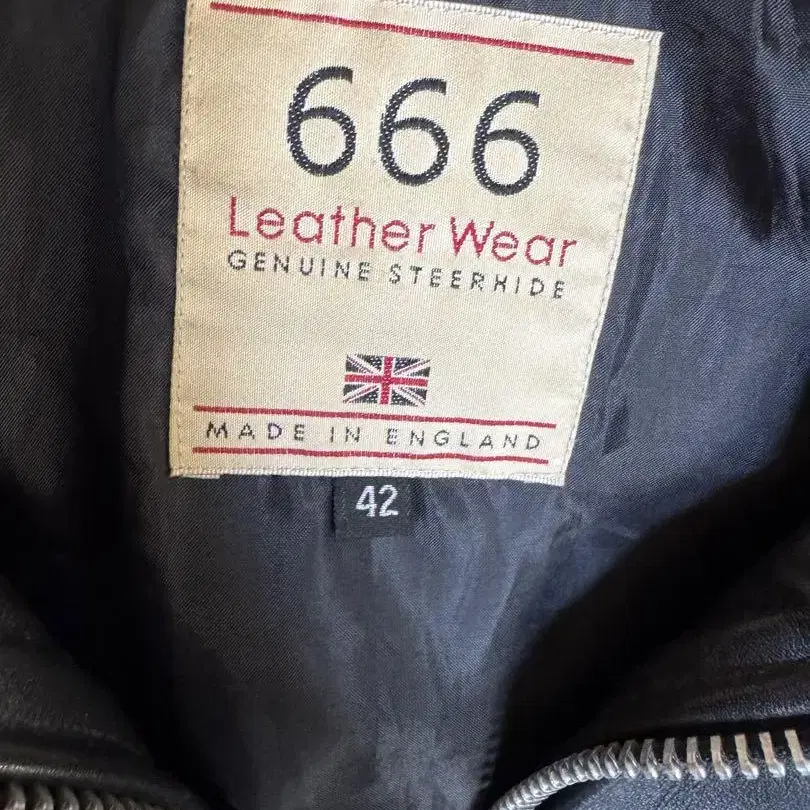 666
Leather Wear
GENUINE STEERHIDE
MADE IN ENGLAND
42